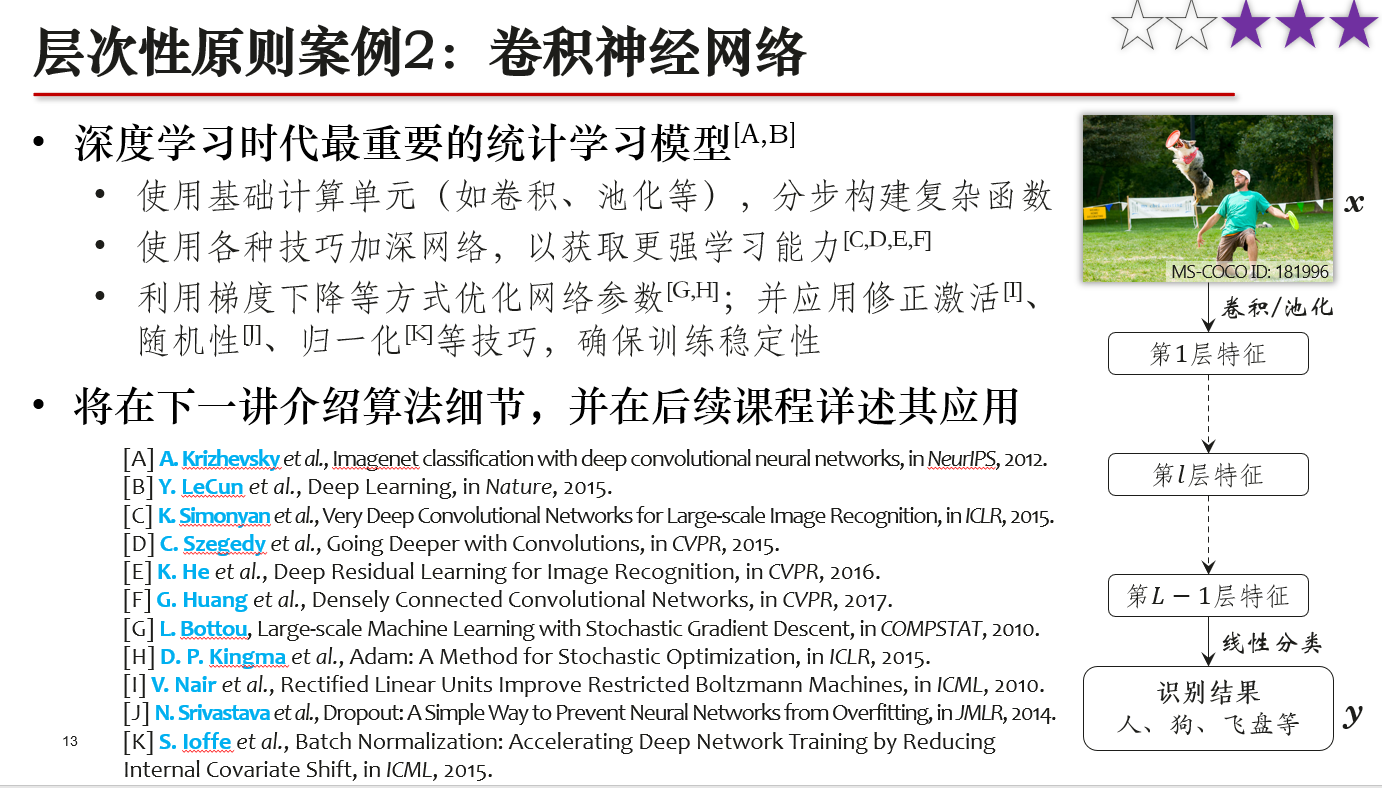 层次性原则案例2：卷积神经网络
• 深度学习时代最重要的统计学习模型[A,B]
• 使用基础计算单元（如卷积、池化等），分步构建复杂函数
• 使用各种技巧加深网络，以获取更强学习能力[C,D,E,F]
• 利用梯度下降等方式优化网络参数[G,H]；并应用修正激活[I]、
随机性[J]、归一化[K]等技巧，确保训练稳定性
• 将在下一讲介绍算法细节，并在后续课程详述其应用
[A] A. Krizhevsky et al., Imagenet classification with deep convolutional neural networks, in NeurIPS, 2012.
[B] Y. LeCun et al., Deep Learning, in Nature, 2015.
[C] K. Simonyan et al., Very Deep Convolutional Networks for Large-scale Image Recognition, in ICLR, 2015.
[D] C. Szegedy et al., Going Deeper with Convolutions, in CVPR, 2015.
[E] K. He et al., Deep Residual Learning for Image Recognition, in CVPR, 2016.
[F] G. Huang et al., Densely Connected Convolutional Networks, in CVPR, 2017.
[G] L. Bottou, Large-scale Machine Learning with Stochastic Gradient Descent, in COMPSTAT, 2010.
[H] D. P. Kingma et al., Adam: A Method for Stochastic Optimization, in ICLR, 2015.
[I] V. Nair et al., Rectified Linear Units Improve Restricted Boltzmann Machines, in ICML, 2010.
[J] N. Srivastava et al., Dropout: A Simple Way to Prevent Neural Networks from Overfitting, in JMLR, 2014.
[K] S. Ioffe et al., Batch Normalization: Accelerating Deep Network Training by Reducing
Internal Covariate Shift, in ICML, 2015.
13
MS-COCO ID: 181996
x
卷积/池化
第1层特征
第l层特征
第L − 1层特征
线性分类
识别结果
人、狗、飞盘等
y